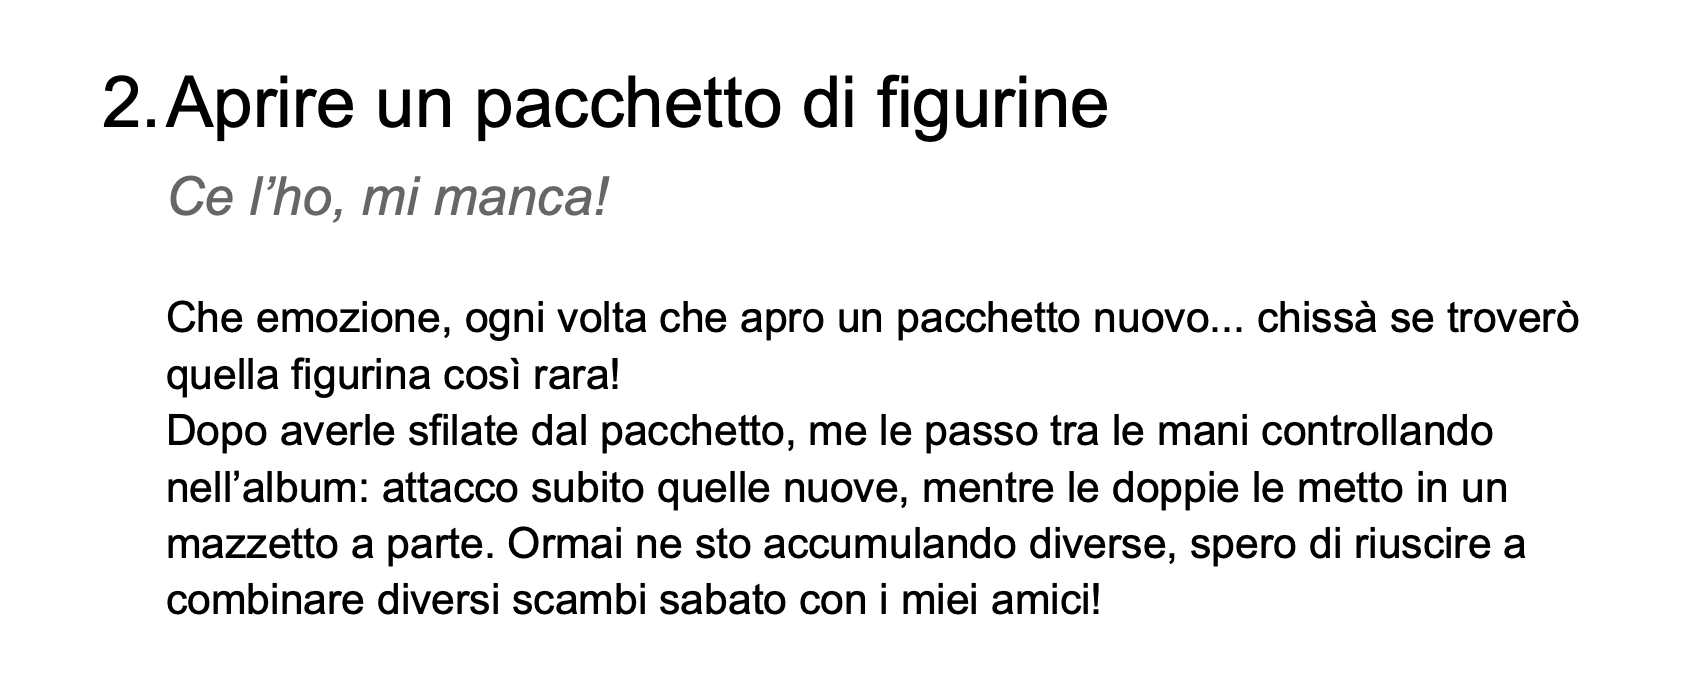 2. Aprire un pacchetto di figurine
Ce l’ho, mi manca!
Che emozione, ogni volta che apro un pacchetto nuovo... chissà se troverò
quella figurina così rara!
Dopo averle sfilate dal pacchetto, me le passo tra le mani controllando
nell’album: attacco subito quelle nuove, mentre le doppie le metto in un
mazzetto a parte. Ormai ne sto accumulando diverse, spero di riuscire a
combinare diversi scambi sabato con i miei amici!